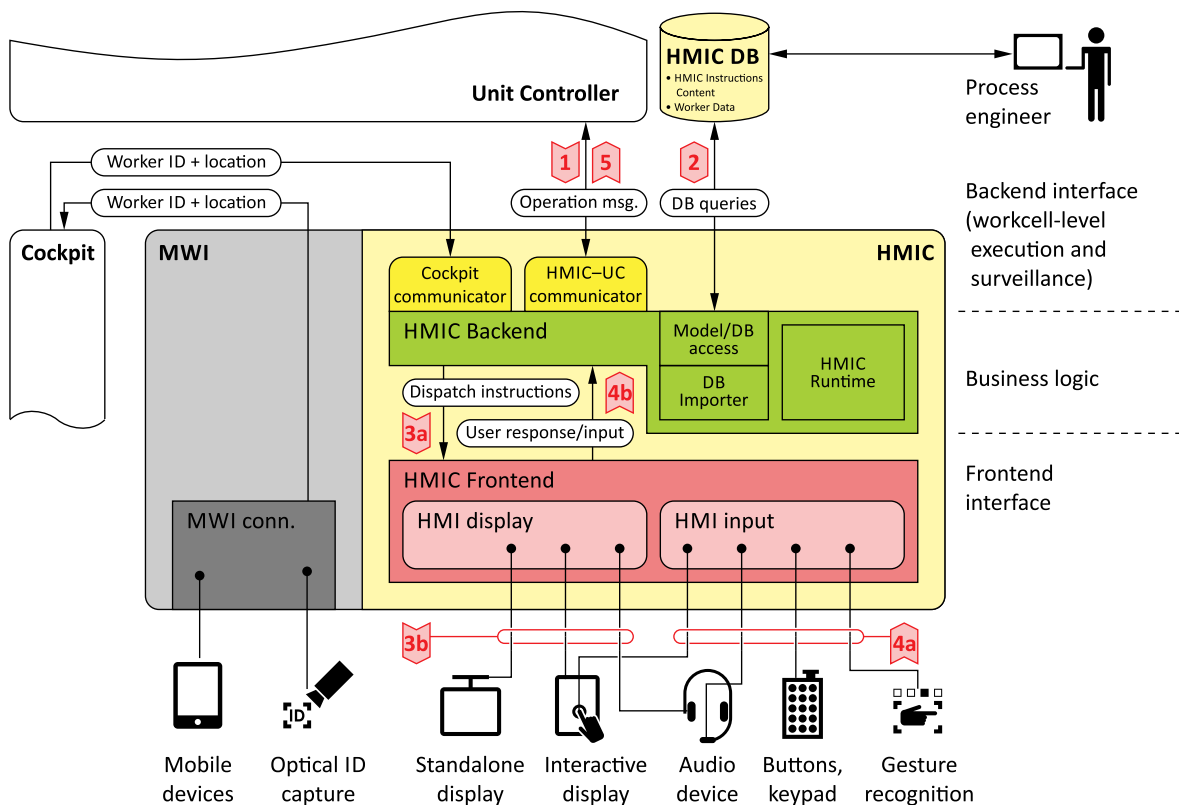 HMIC DB
• HMIC Instructions
Content
• Worker Data
Unit Controller
Process
engineer
1
5
2
Worker ID + location
Operation msg.
DB queries
Worker ID + location
Backend interface
(workcell-level
execution and
surveillance)
Cockpit
MWI
HMIC
Cockpit
communicator
HMIC–UC
communicator
HMIC Backend
Model/DB
access
DB
Importer
HMIC
Runtime
Business logic
Dispatch instructions
4b
3a
User response/input
HMIC Frontend
Frontend
interface
HMI display
HMI input
MWI conn.
3b
4a
ID
Mobile
devices
Optical ID
capture
Standalone
display
Interactive
display
Audio
device
Buttons,
keypad
Gesture
recognition